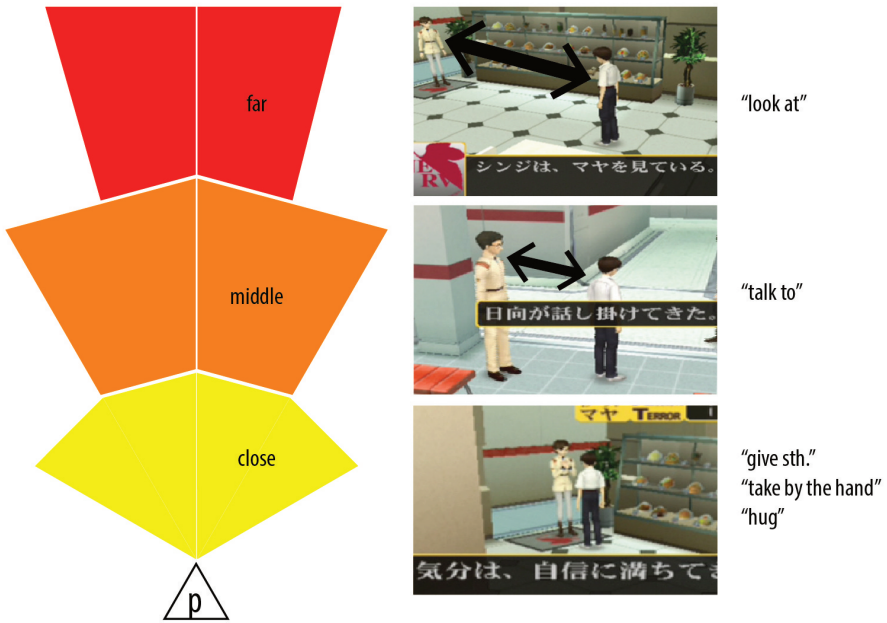 far
"look at"
NERV
シンジは、マヤを見ている。
middle
"talk to"
日向が話し掛けてきた。
マヤ TERROR
close
"give sth."
"take by the hand"
"hug"
気分は、自信に満ちて
p